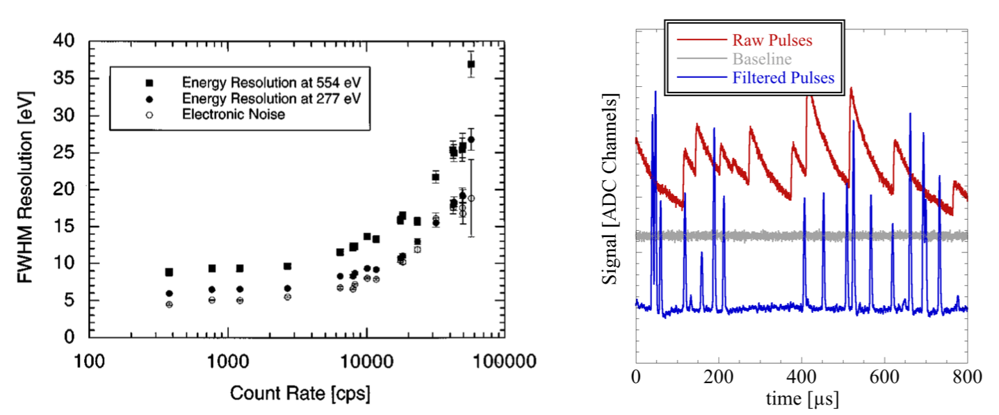 40
35
30
25
20
15
10
5
0
FWHM Resolution [eV]
Energy Resolution at 554 eV
Energy Resolution at 277 eV
Electronic Noise
100
1000
10000
100000
Count Rate [cps]
Signal [ADC Channels]
Raw Pulses
Baseline
Filtered Pulses
0
200
400
600
800
time [µs]